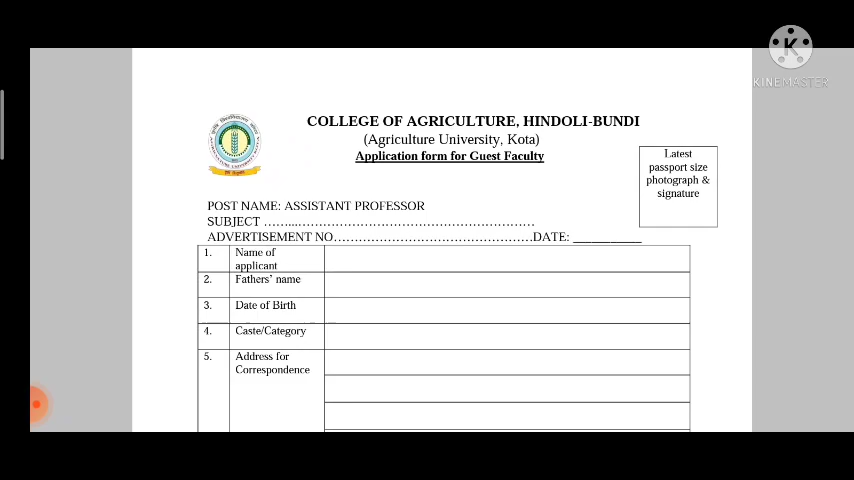 KINEMASTER
COLLEGE OF AGRICULTURE, HINDOLI-BUNDI
(Agriculture University, Kota)
Application form for Guest Faculty
Latest
passport size
photograph &
signature
POST NAME: ASSISTANT PROFESSOR
SUBJECT ……...……………………………………………….
ADVERTISEMENT NO…………………………………………DATE: ___________
1. Name of
applicant
2. Fathers’ name
3. Date of Birth
4. Caste/Category
5. Address for
Correspondence